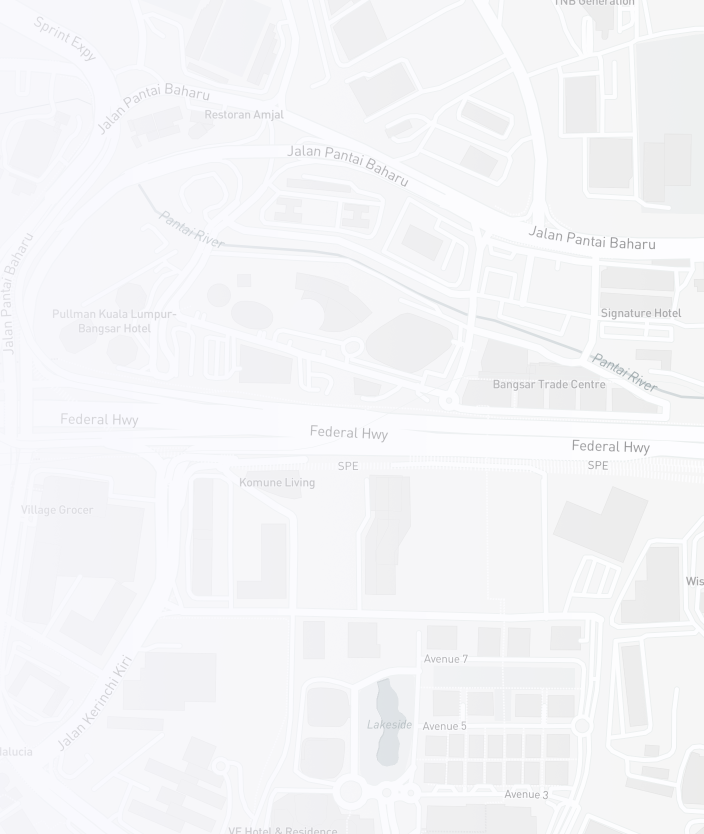 TNB Generation
Sprint Expy
Jalan Pantai Baharu
Restoran Amjal
Jalan Pantai Baharu
Pantai River
Jalan Pantai Baharu
Jalan Pantai Baharu
Pullman Kuala Lumpur-
Bangsar Hotel
Signature Hotel
Pantai River
Bangsar Trade Centre
Federal Hwy
Federal Hwy
Federal Hwy
SPE
SPE
Komune Living
Village Grocer
Wis
Avenue 7
Jalan Kerinchi Kiri
Lakeside
Avenue 5
alucia
Avenue 3
VE Hotel & Residence